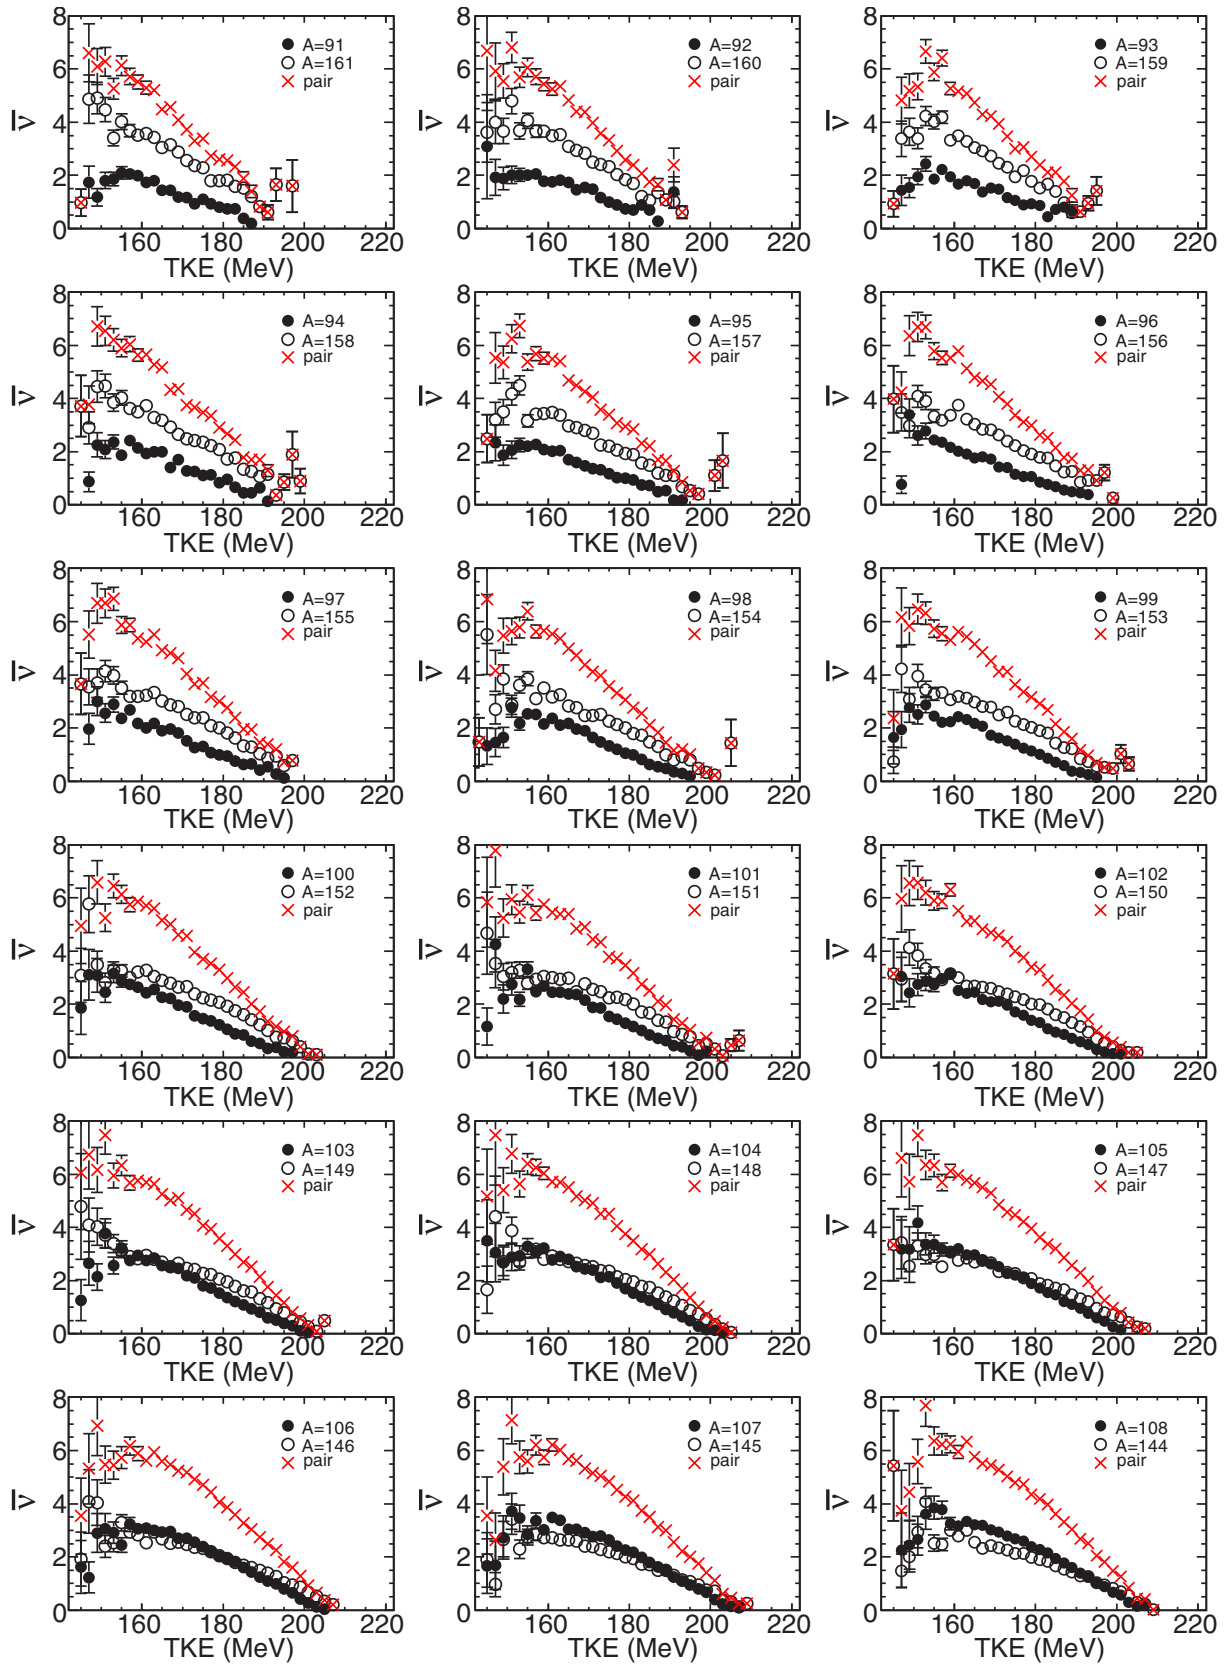 8
6
4
2
0
ν̄
A=91
A=161
pair
160 180 200 220
TKE (MeV)
8
6
4
2
0
ν̄
A=92
A=160
pair
160 180 200 220
TKE (MeV)
8
6
4
2
0
ν̄
A=93
A=159
pair
160 180 200 220
TKE (MeV)
8
6
4
2
0
ν̄
A=94
A=158
pair
160 180 200 220
TKE (MeV)
8
6
4
2
0
ν̄
A=95
A=157
pair
160 180 200 220
TKE (MeV)
8
6
4
2
0
ν̄
A=96
A=156
pair
160 180 200 220
TKE (MeV)
8
6
4
2
0
ν̄
A=97
A=155
pair
160 180 200 220
TKE (MeV)
8
6
4
2
0
ν̄
A=98
A=154
pair
160 180 200 220
TKE (MeV)
8
6
4
2
0
ν̄
A=99
A=153
pair
160 180 200 220
TKE (MeV)
8
6
4
2
0
ν̄
A=100
A=152
pair
160 180 200 220
TKE (MeV)
8
6
4
2
0
ν̄
A=101
A=151
pair
160 180 200 220
TKE (MeV)
8
6
4
2
0
ν̄
A=102
A=150
pair
160 180 200 220
TKE (MeV)
8
6
4
2
0
ν̄
A=103
A=149
pair
160 180 200 220
TKE (MeV)
8
6
4
2
0
ν̄
A=104
A=148
pair
160 180 200 220
TKE (MeV)
8
6
4
2
0
ν̄
A=105
A=147
pair
160 180 200 220
TKE (MeV)
8
6
4
2
0
ν̄
A=106
A=146
pair
160 180 200 220
TKE (MeV)
8
6
4
2
0
ν̄
A=107
A=145
pair
160 180 200 220
TKE (MeV)
8
6
4
2
0
ν̄
A=108
A=144
pair
160 180 200 220
TKE (MeV)